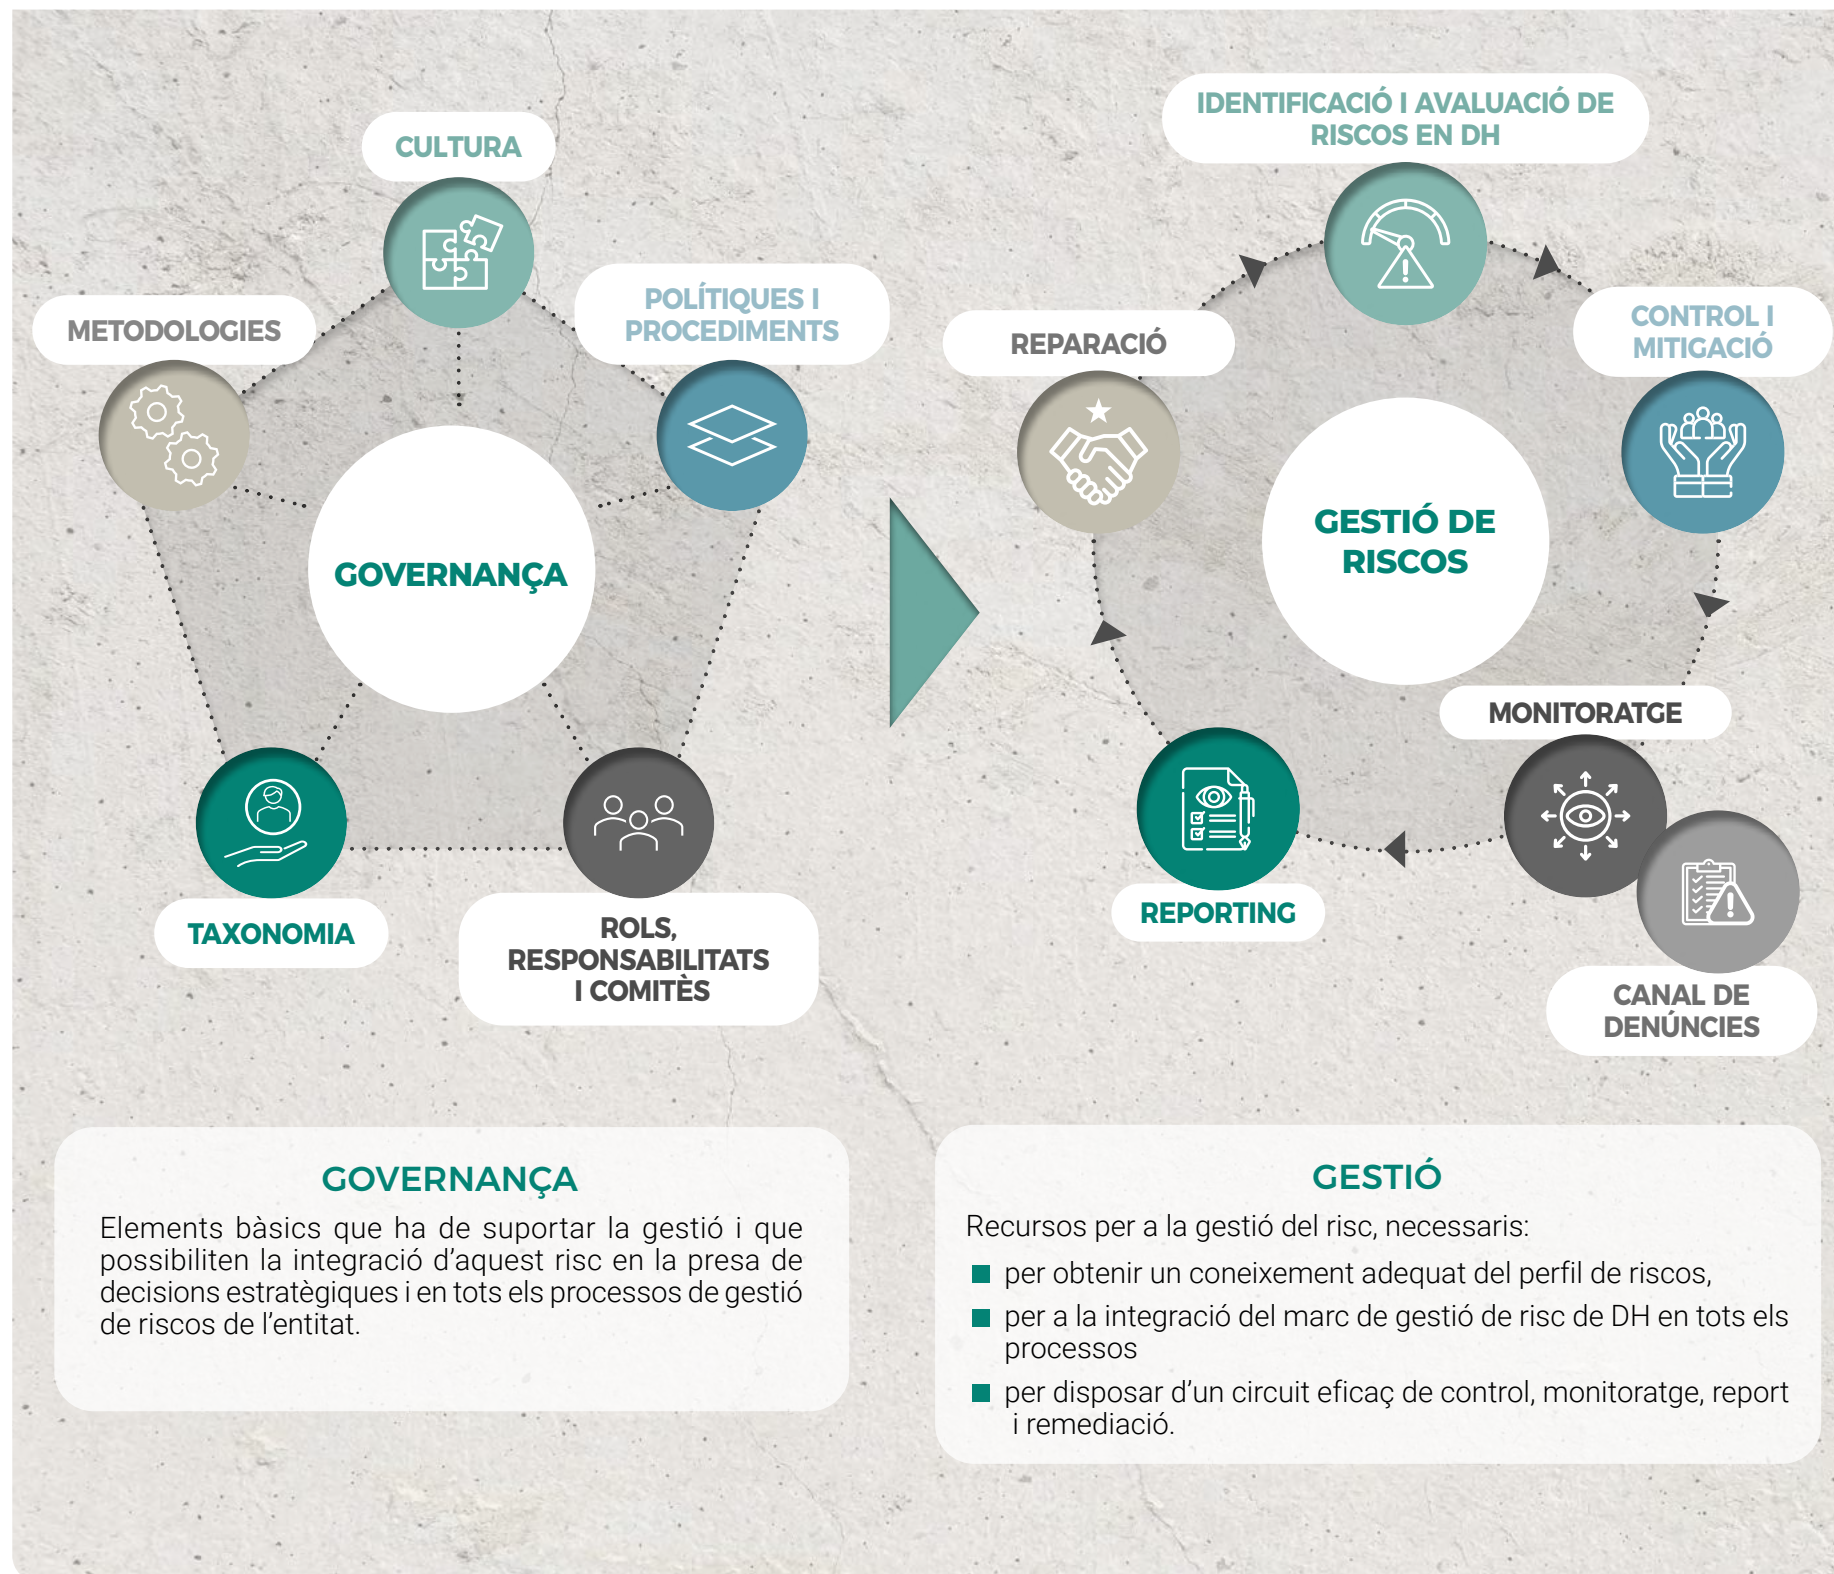 CULTURA
METODOLOGIES
POLÍTIQUES I
PROCEDIMENTS
GOVERNANÇA
TAXONOMIA
ROLS,
RESPONSABILITATS
I COMITÈS
IDENTIFICACIÓ I AVALUACIÓ DE
RISCOS EN DH
REPARACIÓ
CONTROL I
MITIGACIÓ
GESTIÓ DE
RISCOS
MONITORATGE
REPORTING
CANAL DE
DENÚNCIES
GOVERNANÇA
Elements bàsics que ha de suportar la gestió i que
possibiliten la integració d’aquest risc en la presa de
decisions estratègiques i en tots els processos de gestió
de riscos de l’entitat.
GESTIÓ
Recursos per a la gestió del risc, necessaris:
per obtenir un coneixement adequat del perfil de riscos,
per a la integració del marc de gestió de risc de DH en tots els
processos
per disposar d’un circuit eficaç de control, monitoratge, report
i remediació.